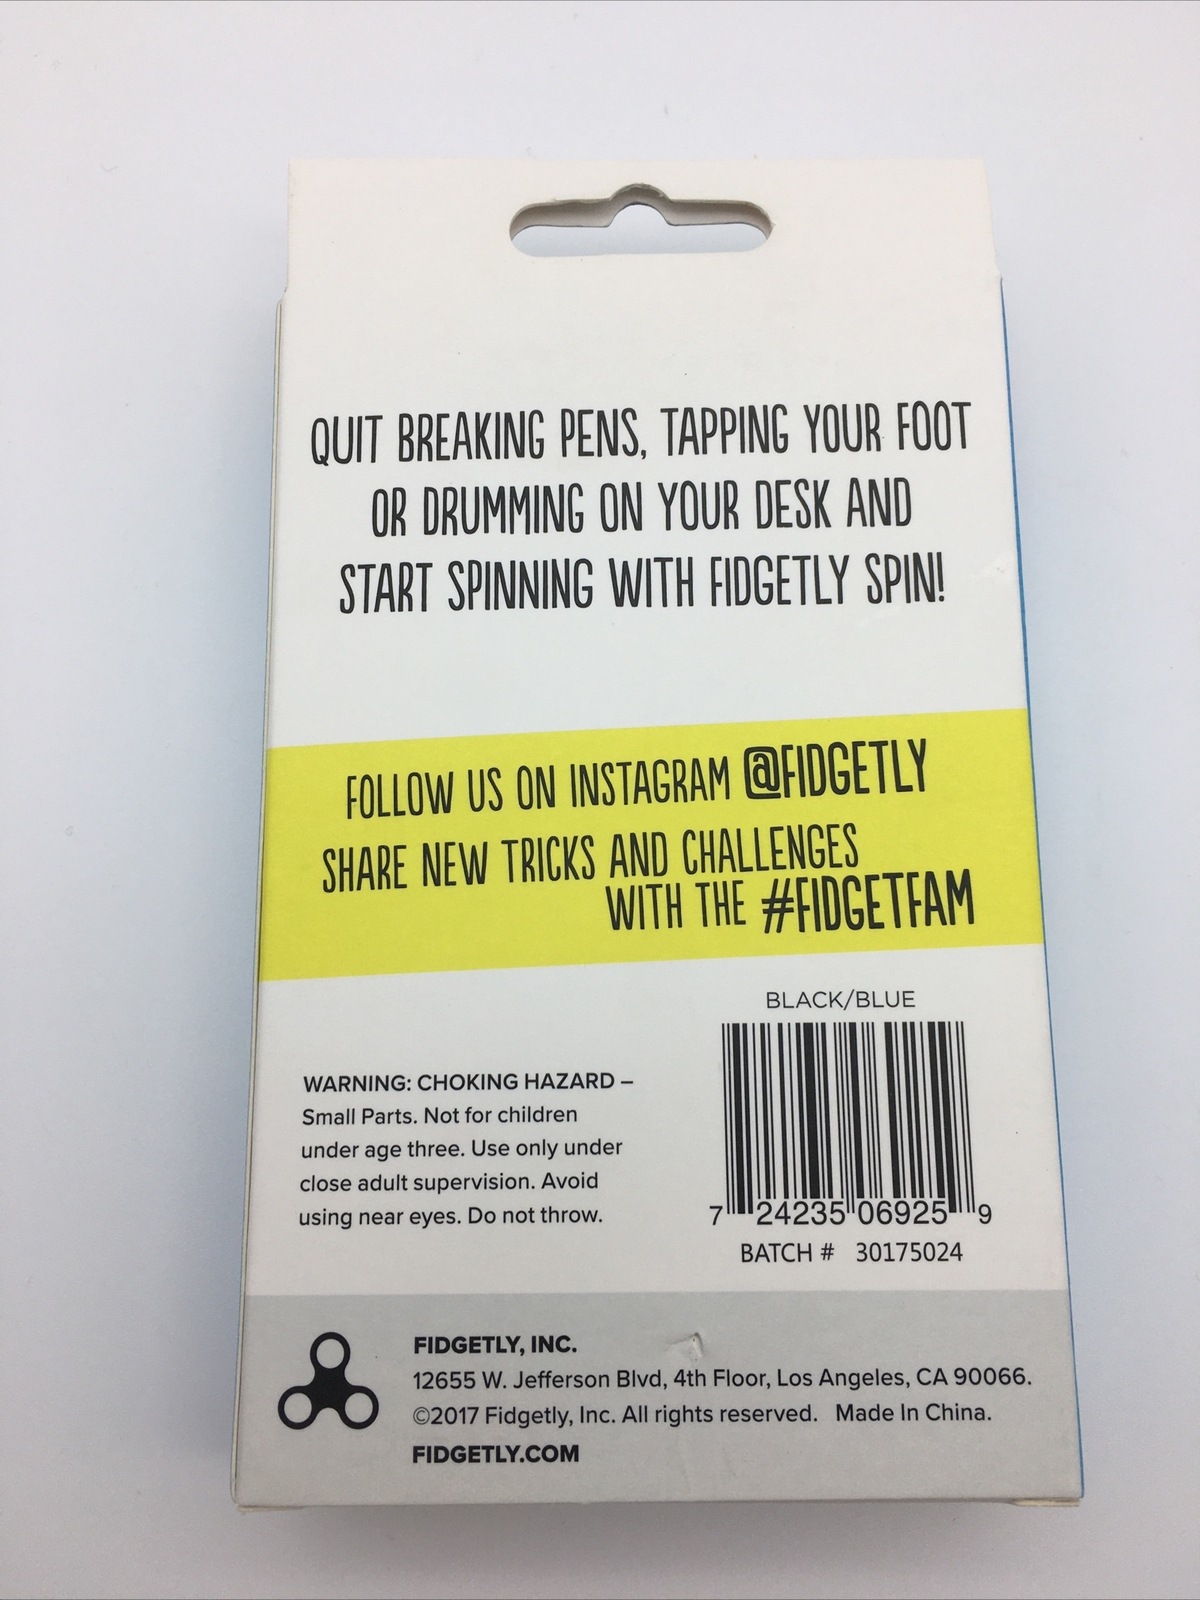 QUIT BREAKING PENS, TAPPING YOUR FOOT
OR DRUMMING ON YOUR DESK AND
START SPINNING WITH FIDGETLY SPIN!
FOLLOW US ON INSTAGRAM @FIDGETLY
SHARE NEW TRICKS AND CHALLENGES
WITH THE #FIDGETFAM
WARNING: CHOKING HAZARD –
Small Parts. Not for children
under age three. Use only under
close adult supervision. Avoid
using near eyes. Do not throw.
BLACK/BLUE
7 24235 06925 9
BATCH # 30175024
FIDGETLY, INC.
12655 W. Jefferson Blvd, 4th Floor, Los Angeles, CA 90066.
©2017 Fidgetly, Inc. All rights reserved. Made In China.
FIDGETLY.COM